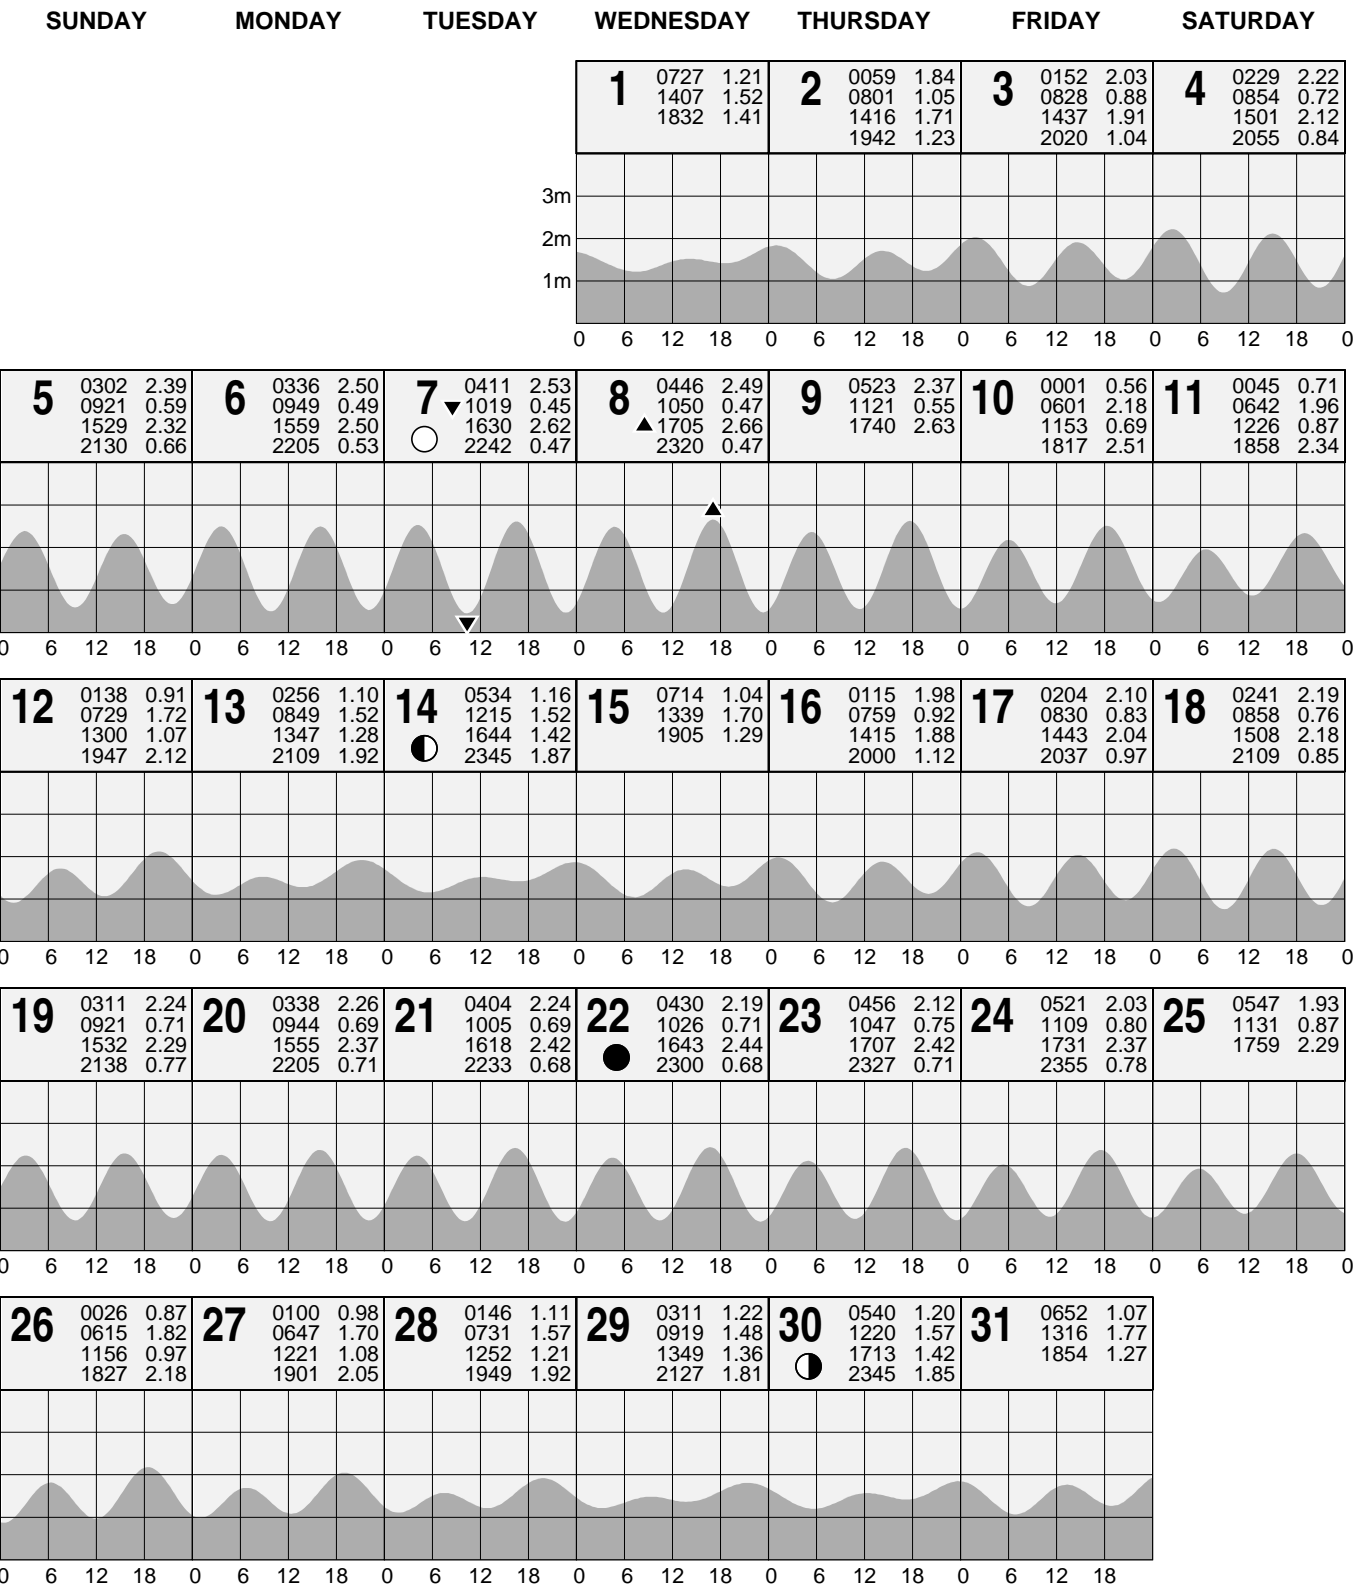 SUNDAY MONDAY TUESDAY WEDNESDAY THURSDAY FRIDAY SATURDAY
1 0727 1.21
1407 1.52
1832 1.41
2 0059 1.84
0801 1.05
1416 1.71
1942 1.23
3 0152 2.03
0828 0.88
1437 1.91
2020 1.04
4 0229 2.22
0854 0.72
1501 2.12
2055 0.84
3m
2m
1m
0 6 12 18 0 6 12 18 0 6 12 18 0 6 12 18 0
5 0302 2.39
0921 0.59
1529 2.32
2130 0.66
6 0336 2.50
0949 0.49
1559 2.50
2205 0.53
7 0411 2.53
1019 0.45
1630 2.62
2242 0.47
8 0446 2.49
1050 0.47
1705 2.66
2320 0.47
9 0523 2.37
1121 0.55
1740 2.63
10 0001 0.56
0601 2.18
1153 0.69
1817 2.51
11 0045 0.71
0642 1.96
1226 0.87
1858 2.34
0 6 12 18 0 6 12 18 0 6 12 18 0 6 12 18 0 6 12 18 0 6 12 18 0 6 12 18 0
12 0138 0.91
0729 1.72
1300 1.07
1947 2.12
13 0256 1.10
0849 1.52
1347 1.28
2109 1.92
14 0534 1.16
1215 1.52
1644 1.42
2345 1.87
15 0714 1.04
1339 1.70
1905 1.29
16 0115 1.98
0759 0.92
1415 1.88
2000 1.12
17 0204 2.10
0830 0.83
1443 2.04
2037 0.97
18 0241 2.19
0858 0.76
1508 2.18
2109 0.85
0 6 12 18 0 6 12 18 0 6 12 18 0 6 12 18 0 6 12 18 0 6 12 18 0 6 12 18 0
19 0311 2.24
0921 0.71
1532 2.29
2138 0.77
20 0338 2.26
0944 0.69
1555 2.37
2205 0.71
21 0404 2.24
1005 0.69
1618 2.42
2233 0.68
22 0430 2.19
1026 0.71
1643 2.44
2300 0.68
23 0456 2.12
1047 0.75
1707 2.42
2327 0.71
24 0521 2.03
1109 0.80
1731 2.37
2355 0.78
25 0547 1.93
1131 0.87
1759 2.29
0 6 12 18 0 6 12 18 0 6 12 18 0 6 12 18 0 6 12 18 0 6 12 18 0 6 12 18 0
26 0026 0.87
0615 1.82
1156 0.97
1827 2.18
27 0100 0.98
0647 1.70
1221 1.08
1901 2.05
28 0146 1.11
0731 1.57
1252 1.21
1949 1.92
29 0311 1.22
0919 1.48
1349 1.36
2127 1.81
30 0540 1.20
1220 1.57
1713 1.42
2345 1.85
31 0652 1.07
1316 1.77
1854 1.27
0 6 12 18 0 6 12 18 0 6 12 18 0 6 12 18 0 6 12 18 0 6 12 18